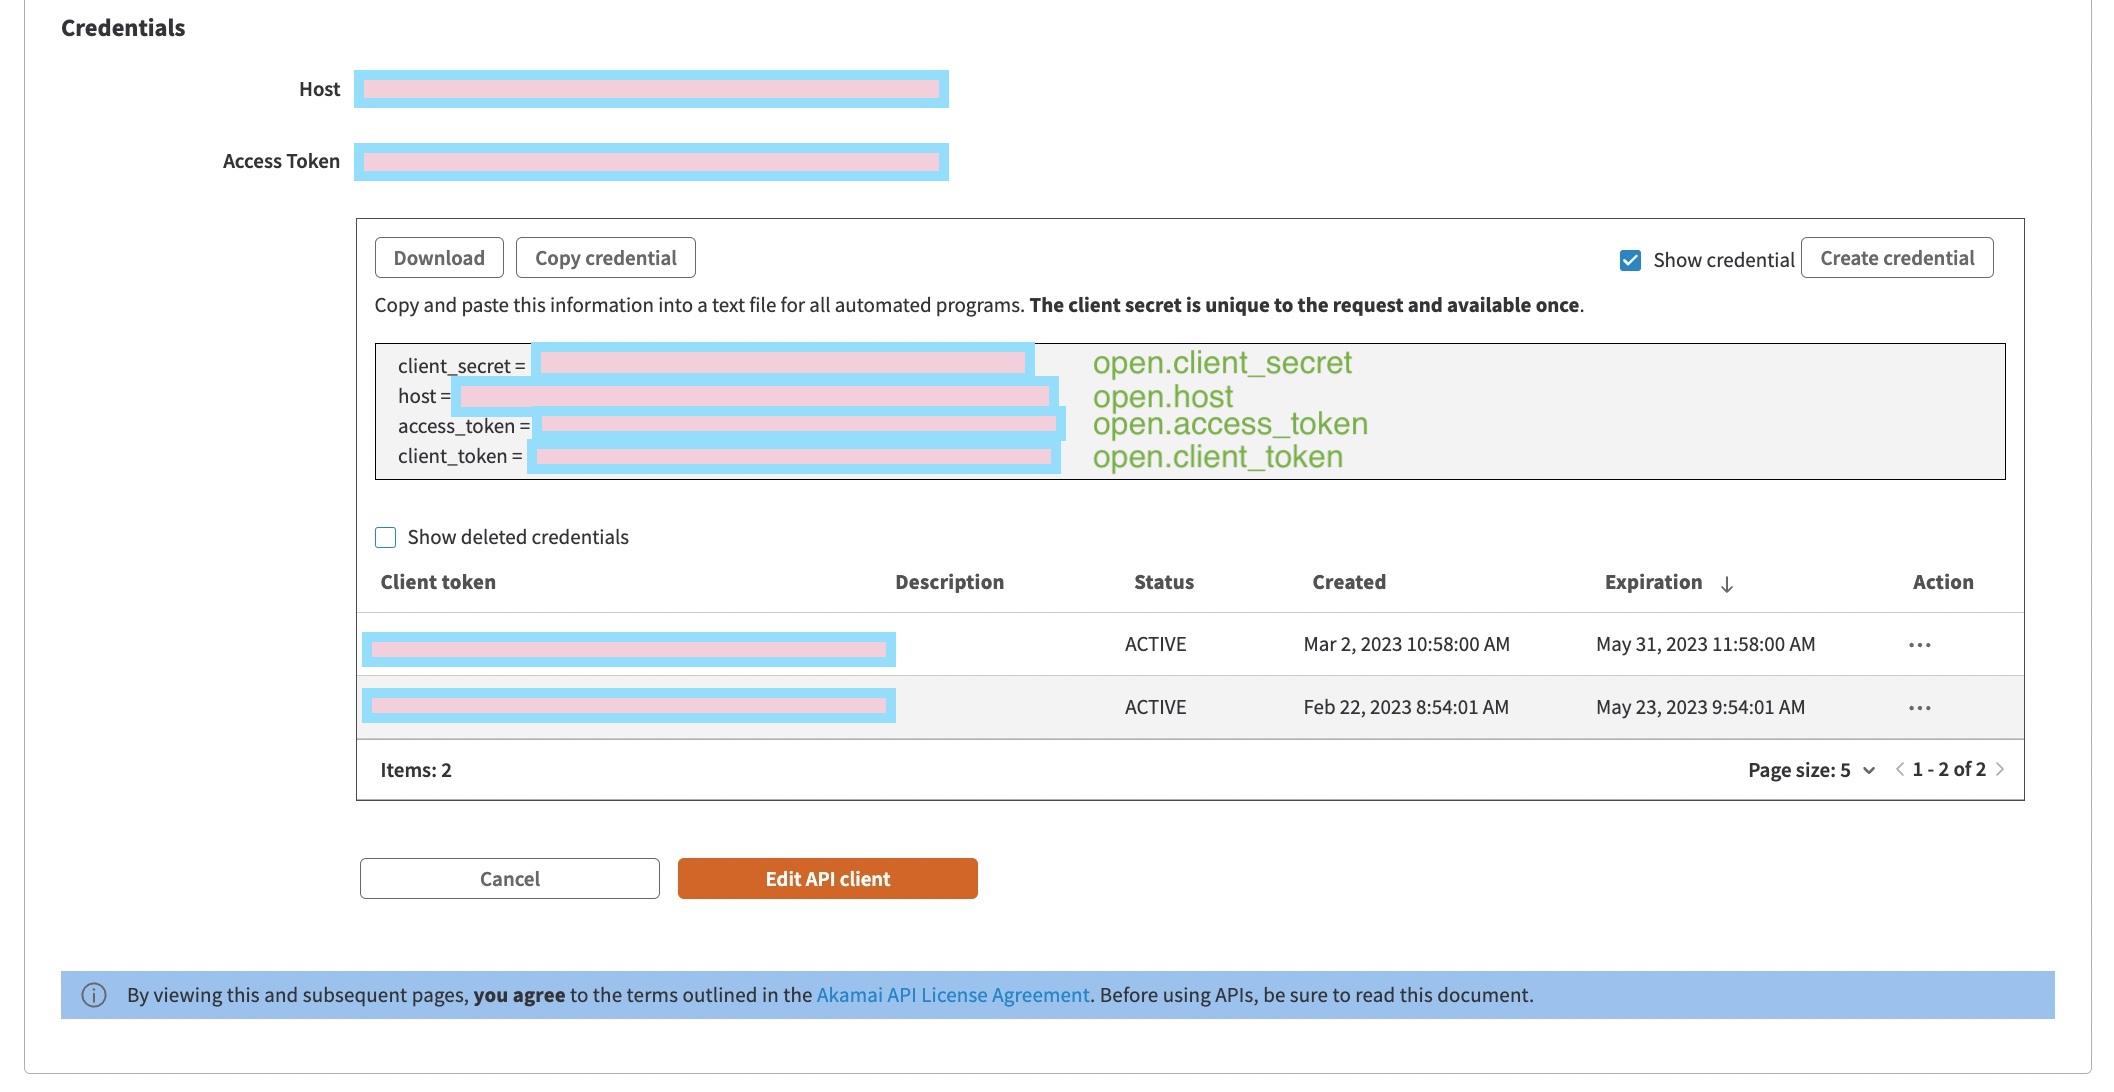 Credentials
Host
Access Token
Download Copy credential Show credential Create credential
Copy and paste this information into a text file for all automated programs. The client secret is unique to the request and available once.
client_secret = open.client_secret
host = open.host
access_token = open.access_token
client_token = open.client_token
Show deleted credentials
Client token Description Status Created Expiration ↓ Action
ACTIVE Mar 2, 2023 10:58:00 AM May 31, 2023 11:58:00 AM ...
ACTIVE Feb 22, 2023 8:54:01 AM May 23, 2023 9:54:01 AM ...
Items: 2 Page size: 5 < 1 - 2 of 2 >
Cancel Edit API client
By viewing this and subsequent pages, you agree to the terms outlined in the Akamai API License Agreement. Before using APIs, be sure to read this document.